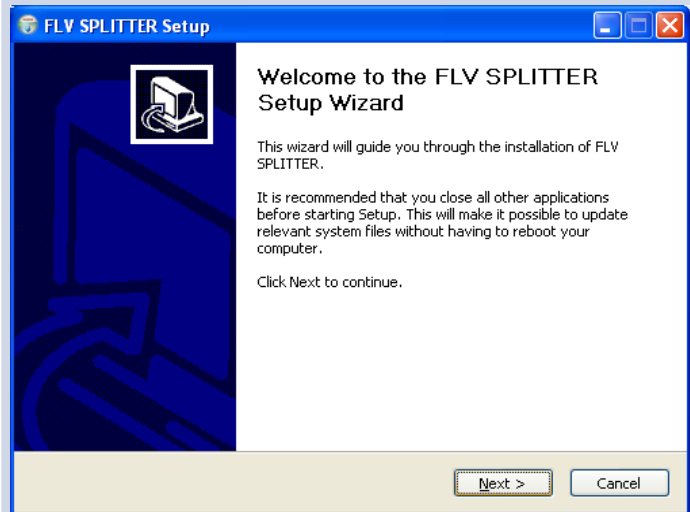 FLV SPLITTER Setup
Welcome to the FLV SPLITTER
Setup Wizard
This wizard will guide you through the installation of FLV
SPLITTER.
It is recommended that you close all other applications
before starting Setup. This will make it possible to update
relevant system files without having to reboot your
computer.
Click Next to continue.
Next > Cancel